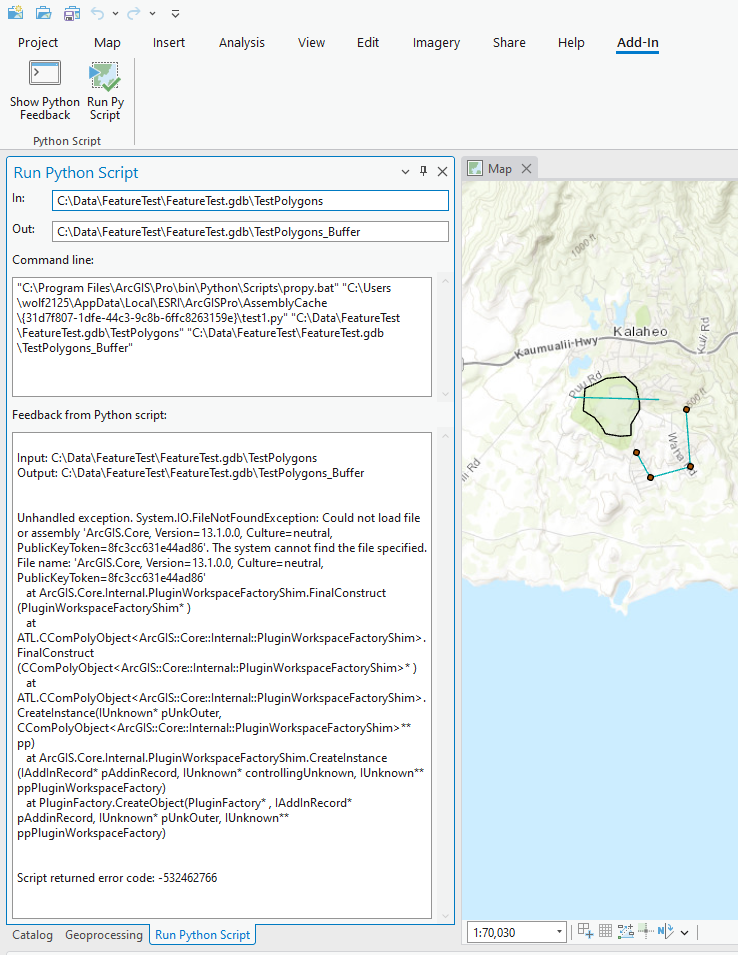 Project Map Insert Analysis View Edit Imagery Share Help Add-In
Show Python
Feedback
Run Py
Script
Python Script
Run Python Script
In:
C:\Data\FeatureTest\FeatureTest.gdb\TestPolygons
Out:
C:\Data\FeatureTest\FeatureTest.gdb\TestPolygons_Buffer
Command line:
"C:\Program Files\ArcGIS\Pro\bin\Python\Scripts\propy.bat" "C:\Users
\wolf2125\AppData\Local\ESRI\ArcGISPro\AssemblyCache
\{31d7f807-1dfe-44c3-9c8b-6ffc8263159e}\test1.py" "C:\Data\FeatureTest
\FeatureTest.gdb\TestPolygons" "C:\Data\FeatureTest\FeatureTest.gdb
\TestPolygons_Buffer"
Feedback from Python script:
Input: C:\Data\FeatureTest\FeatureTest.gdb\TestPolygons
Output: C:\Data\FeatureTest\FeatureTest.gdb\TestPolygons_Buffer
Unhandled exception. System.IO.FileNotFoundException: Could not load file
or assembly 'ArcGIS.Core, Version=13.1.0.0, Culture=neutral,
PublicKeyToken=8fc3cc631e44ad86'. The system cannot find the file specified.
File name: 'ArcGIS.Core, Version=13.1.0.0, Culture=neutral,
PublicKeyToken=8fc3cc631e44ad86'
at ArcGIS.Core.Internal.PluginWorkspaceFactoryShim.FinalConstruct
(PluginWorkspaceFactoryShim* )
at
ATL.CComPolyObject<ArcGIS::Core::Internal::PluginWorkspaceFactoryShim>.
FinalConstruct
(CComPolyObject<ArcGIS::Core::Internal::PluginWorkspaceFactoryShim>* )
at
ATL.CComPolyObject<ArcGIS::Core::Internal::PluginWorkspaceFactoryShim>.
CreateInstance(IUnknown* pUnkOuter,
CComPolyObject<ArcGIS::Core::Internal::PluginWorkspaceFactoryShim>**
pp)
at ArcGIS.Core.Internal.PluginWorkspaceFactoryShim.CreateInstance
(IAddInRecord* pAddinRecord, IUnknown* controllingUnknown, IUnknown**
ppPluginWorkspaceFactory)
at PluginFactory.CreateObject(PluginFactory* , IAddInRecord*
pAddinRecord, IUnknown* pUnkOuter, IUnknown**
ppPluginWorkspaceFactory)
Script returned error code: -532462766
Catalog Geoprocessing Run Python Script
Map
1000 ft
Kalaheo
Kaumualii-Hwy
Kuli Rd
Puu Rd
500 ft
Rd
Rd
1:70,030